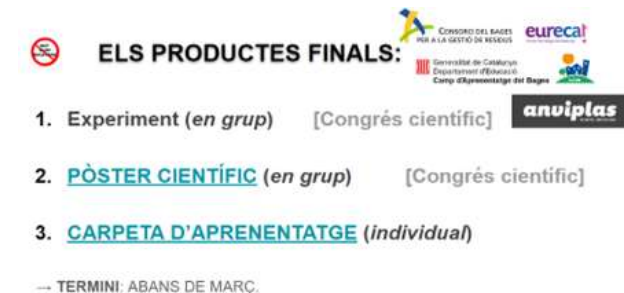 ELS PRODUCTES FINALS:
CONSORCI DEL BAGES
PER A LA GESTIÓ DE RESIDUS
eurecat
Generalitat de Catalunya
Departament d'Educació
Camp d'Aprenentatge del Bages
anviplas
1. Experiment (en grup) [Congrés científic]
2. PÒSTER CIENTÍFIC (en grup) [Congrés científic]
3. CARPETA D'APRENENTATGE (individual)
→ TERMINI: ABANS DE MARÇ.